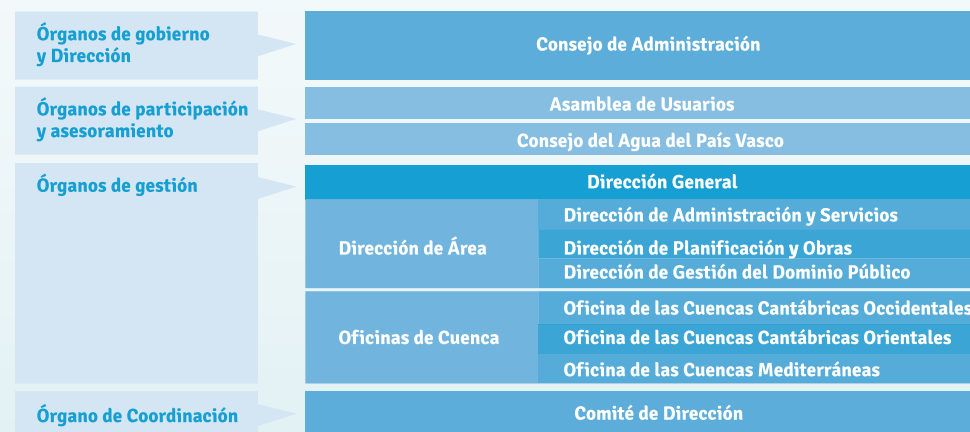 Órganos de gobierno
y Dirección
Consejo de Administración
Órganos de participación
y asesoramiento
Asamblea de Usuarios
Consejo del Agua del País Vasco
Órganos de gestión
Dirección General
Dirección de Área
Dirección de Administración y Servicios
Dirección de Planificación y Obras
Dirección de Gestión del Dominio Público
Oficinas de Cuenca
Oficina de las Cuencas Cantábricas Occidentales
Oficina de las Cuencas Cantábricas Orientales
Oficina de las Cuencas Mediterráneas
Órgano de Coordinación
Comité de Dirección